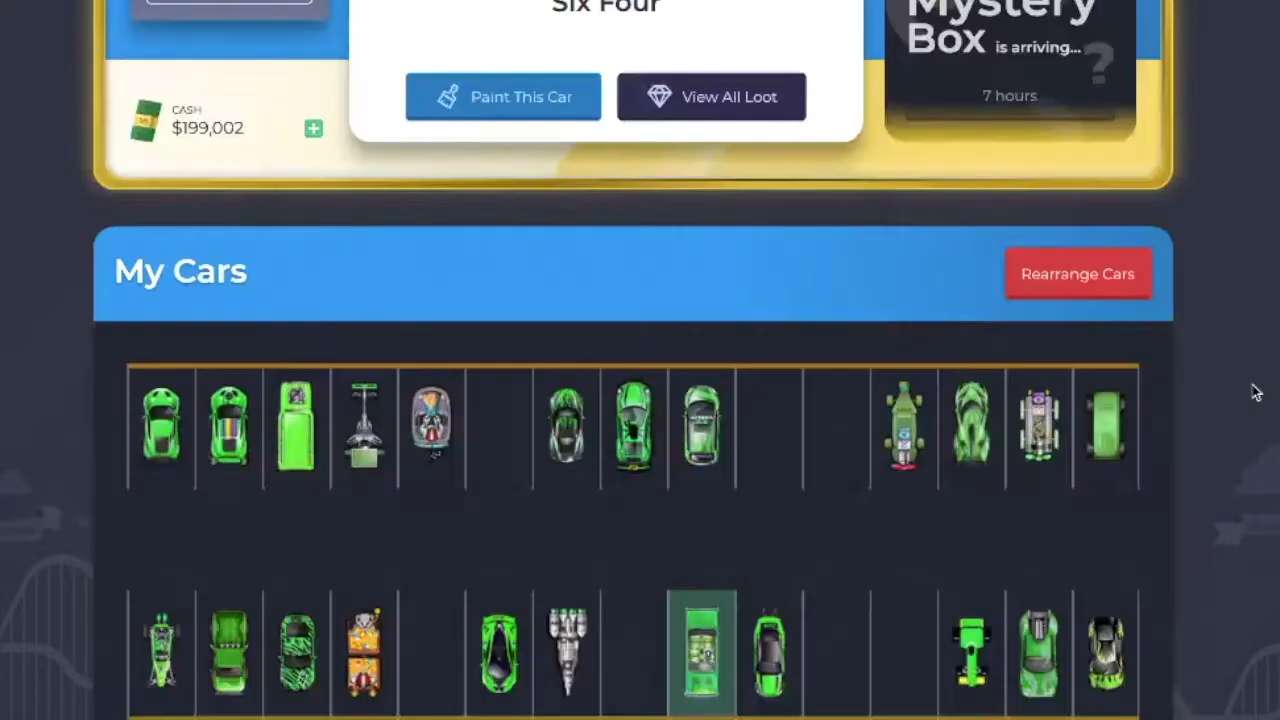 Six Four
Mystery
Box is arriving...
?
7 hours
Paint This Car
View All Loot
CASH
$199,002
My Cars
Rearrange Cars